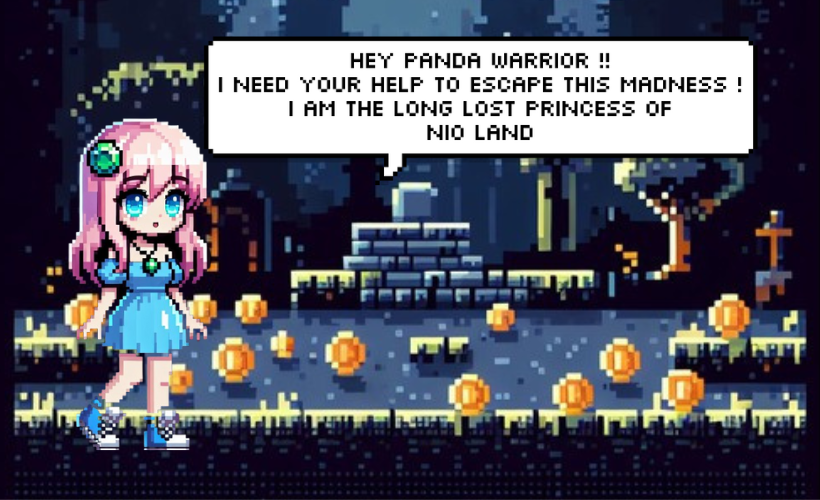 HEY PANDA WARRIOR !!
I NEED YOUR HELP TO ESCAPE THIS MADNESS !
I AM THE LONG LOST PRINCESS OF
NIO LAND